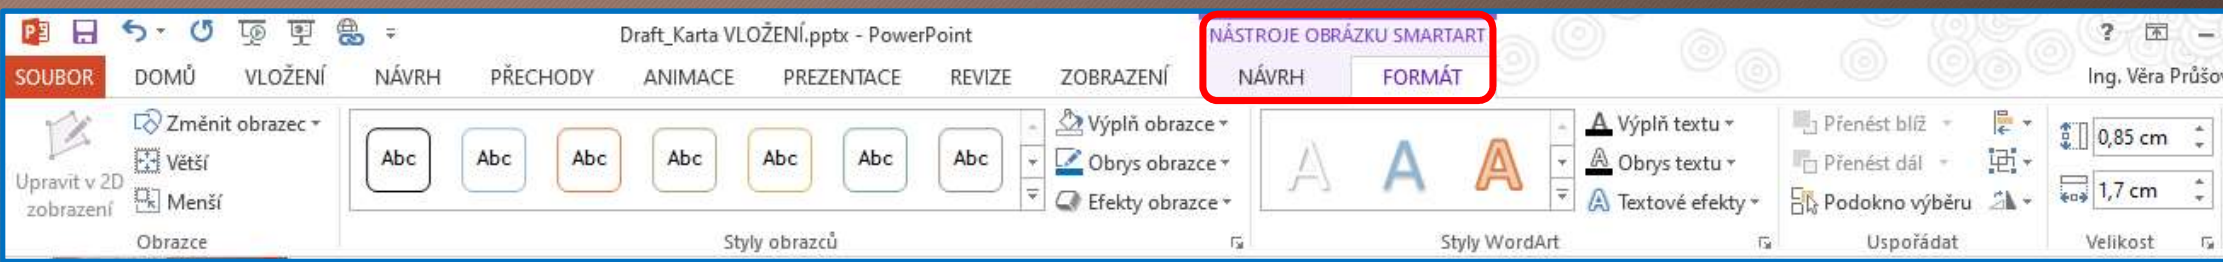 Draft_Karta VLOŽENÍ.pptx - PowerPoint
NÁSTROJE OBRÁZKU SMARTART
?
SOUBOR DOMŮ VLOŽENÍ NÁVRH PŘECHODY ANIMACE PREZENTACE REVIZE ZOBRAZENÍ NÁVRH FORMÁT
Ing. Věra Průšov
Upravit v 2D
zobrazení
Změnit obrazec
Větší
Menší
Obrazce
Abc Abc Abc Abc Abc Abc Abc
Výplň obrazce
Obrys obrazce
Efekty obrazce
Styly obrazců
A A A
A Výplň textu
A Obrys textu
A Textové efekty
Styly WordArt
Přenést blíž
Přenést dál
Podokno výběru
Uspořádat
0,85 cm
1,7 cm
Velikost